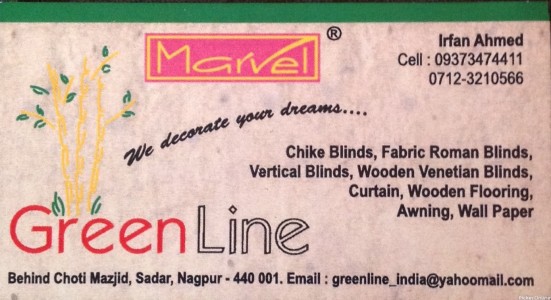 Marvel ®
Irfan Ahmed
Cell : 09373474411
0712-3210566
We decorate your dreams....
Chike Blinds, Fabric Roman Blinds,
Vertical Blinds, Wooden Venetian Blinds,
Curtain, Wooden Flooring,
Awning, Wall Paper
Green Line
Behind Choti Mazjid, Sadar, Nagpur - 440 001. Email : greenline_india@yahoomail.com